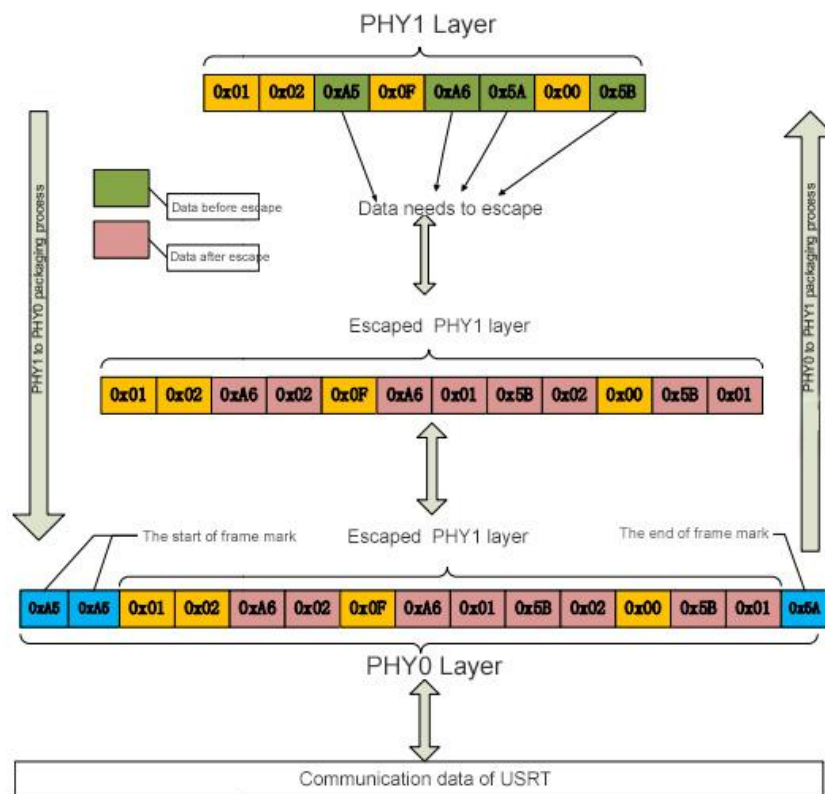 PHY1 Layer
0x01 0x02 0xA5 0x0F 0xA6 0x5A 0x00 0x5B
Data before escape
Data needs to escape
Data after escape
PHY1 to PHY0 packaging process
PHY0 to PHY1 packaging process
Escaped PHY1 layer
0x01 0x02 0xA6 0x02 0x0F 0xA6 0x01 0x5B 0x02 0x00 0x5B 0x01
The start of frame mark
Escaped PHY1 layer
The end of frame mark
0xA5 0xA5 0x01 0x02 0xA6 0x02 0x0F 0xA6 0x01 0x5B 0x02 0x00 0x5B 0x01 0x5A
PHY0 Layer
Communication data of USRT